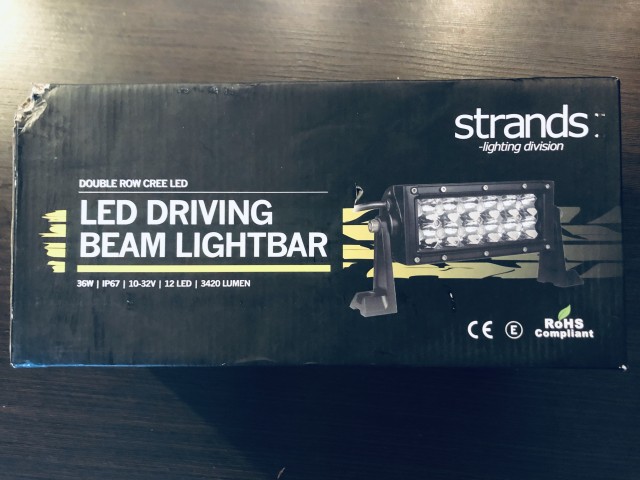 strands
-lighting division
DOUBLE ROW CREE LED
LED DRIVING
BEAM LIGHTBAR
36W | IP67 | 10-32V | 12 LED | 3420 LUMEN
CE E RoHS
Compliant